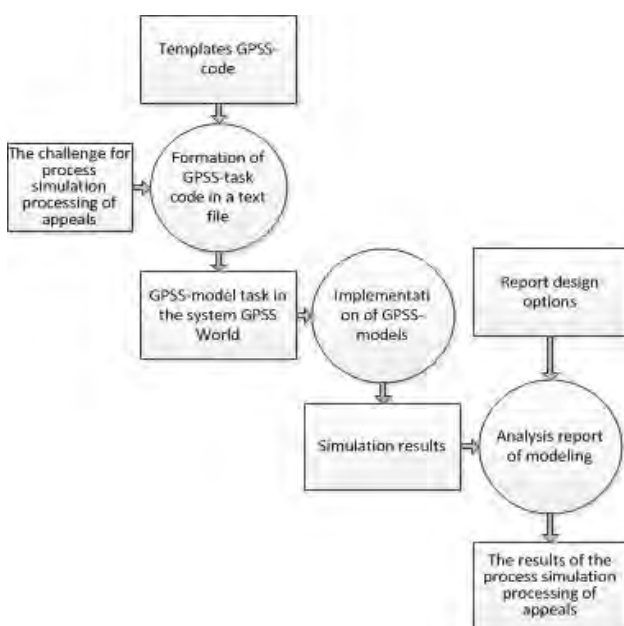 Templates GPSS-
code
The challenge for
process
simulation
processing of
appeals
Formation of
GPSS-task
code in a text
file
GPSS-model task in
the system GPSS
World
Implementati
on of GPSS-
models
Report design
options
Simulation results
Analysis report
of modeling
The results of the
process simulation
processing of
appeals